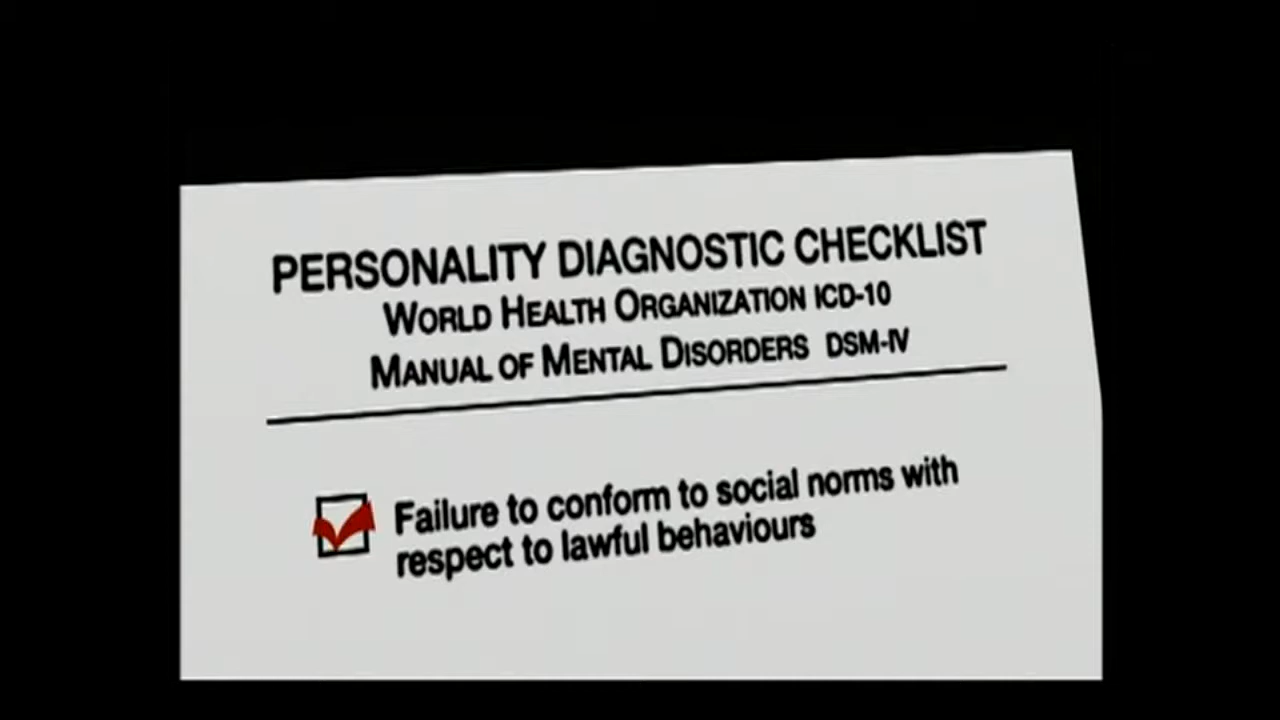 PERSONALITY DIAGNOSTIC CHECKLIST
WORLD HEALTH ORGANIZATION ICD-10
MANUAL OF MENTAL DISORDERS DSM-IV
Failure to conform to social norms with
respect to lawful behaviours